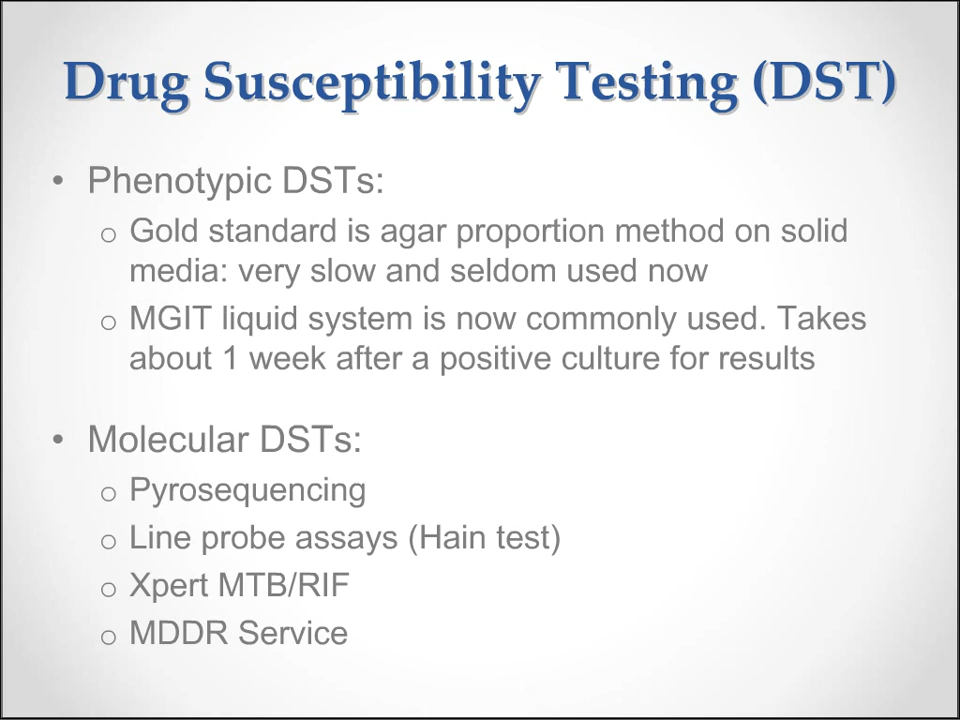 Drug Susceptibility Testing (DST)
• Phenotypic DSTs:
o Gold standard is agar proportion method on solid
media: very slow and seldom used now
o MGIT liquid system is now commonly used. Takes
about 1 week after a positive culture for results
• Molecular DSTs:
o Pyrosequencing
o Line probe assays (Hain test)
o Xpert MTB/RIF
o MDDR Service